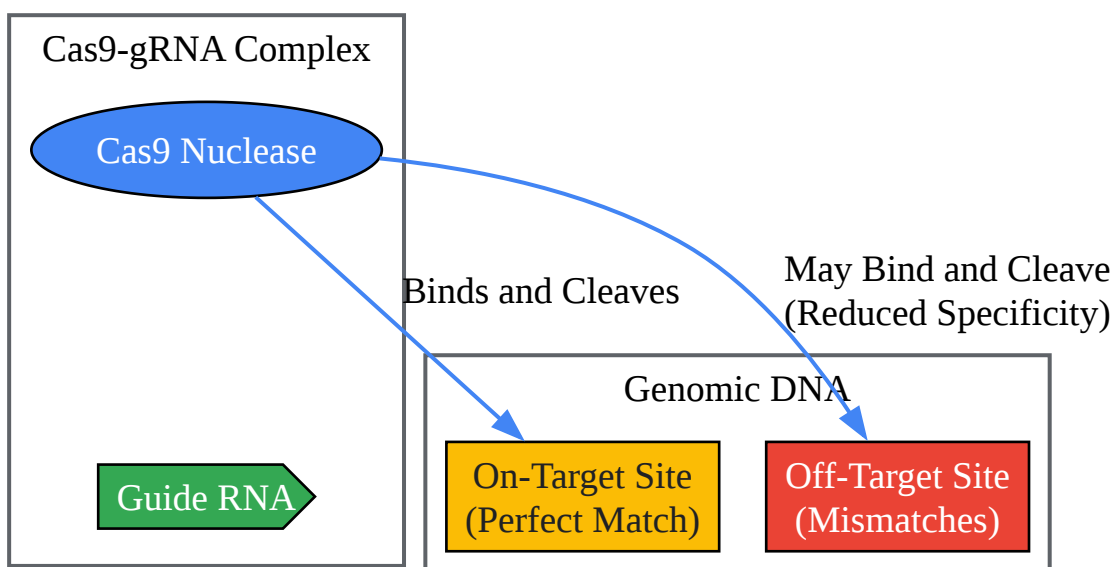 Cas9-gRNA Complex
Cas9 Nuclease
Binds and Cleaves
May Bind and Cleave
(Reduced Specificity)
Genomic DNA
Guide RNA
On-Target Site
(Perfect Match)
Off-Target Site
(Mismatches)